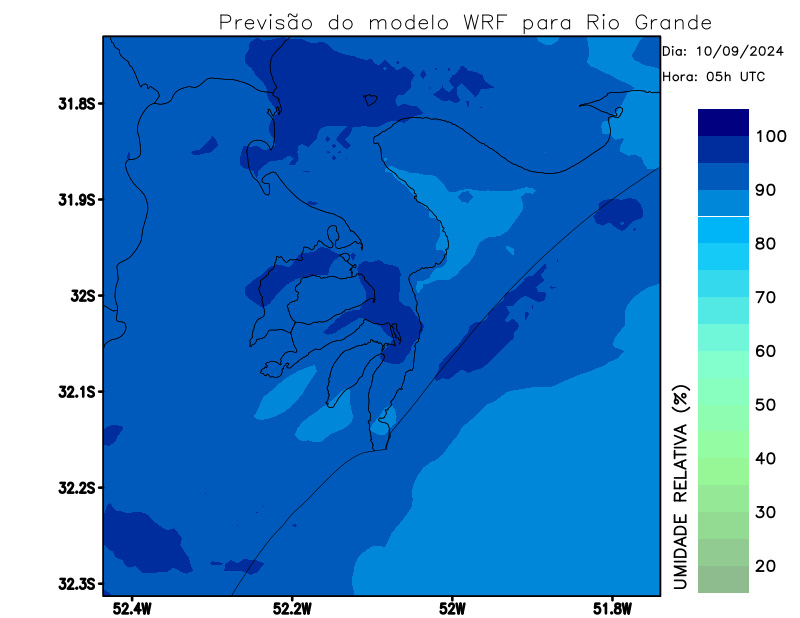 Previsão do modelo WRF para Rio Grande
Dia: 10/09/2024
Hora: 05h UTC
31.8S
31.9S
32S
32.1S
32.2S
32.3S
52.4W
52.2W
52W
51.8W
UMIDADE RELATIVA (%)
100
90
80
70
60
50
40
30
20